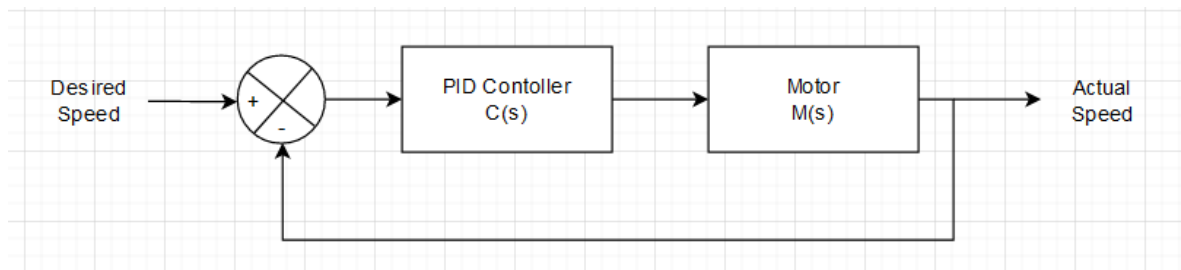 Desired
Speed
+
-
PID Contoller
C(s)
Motor
M(s)
Actual
Speed